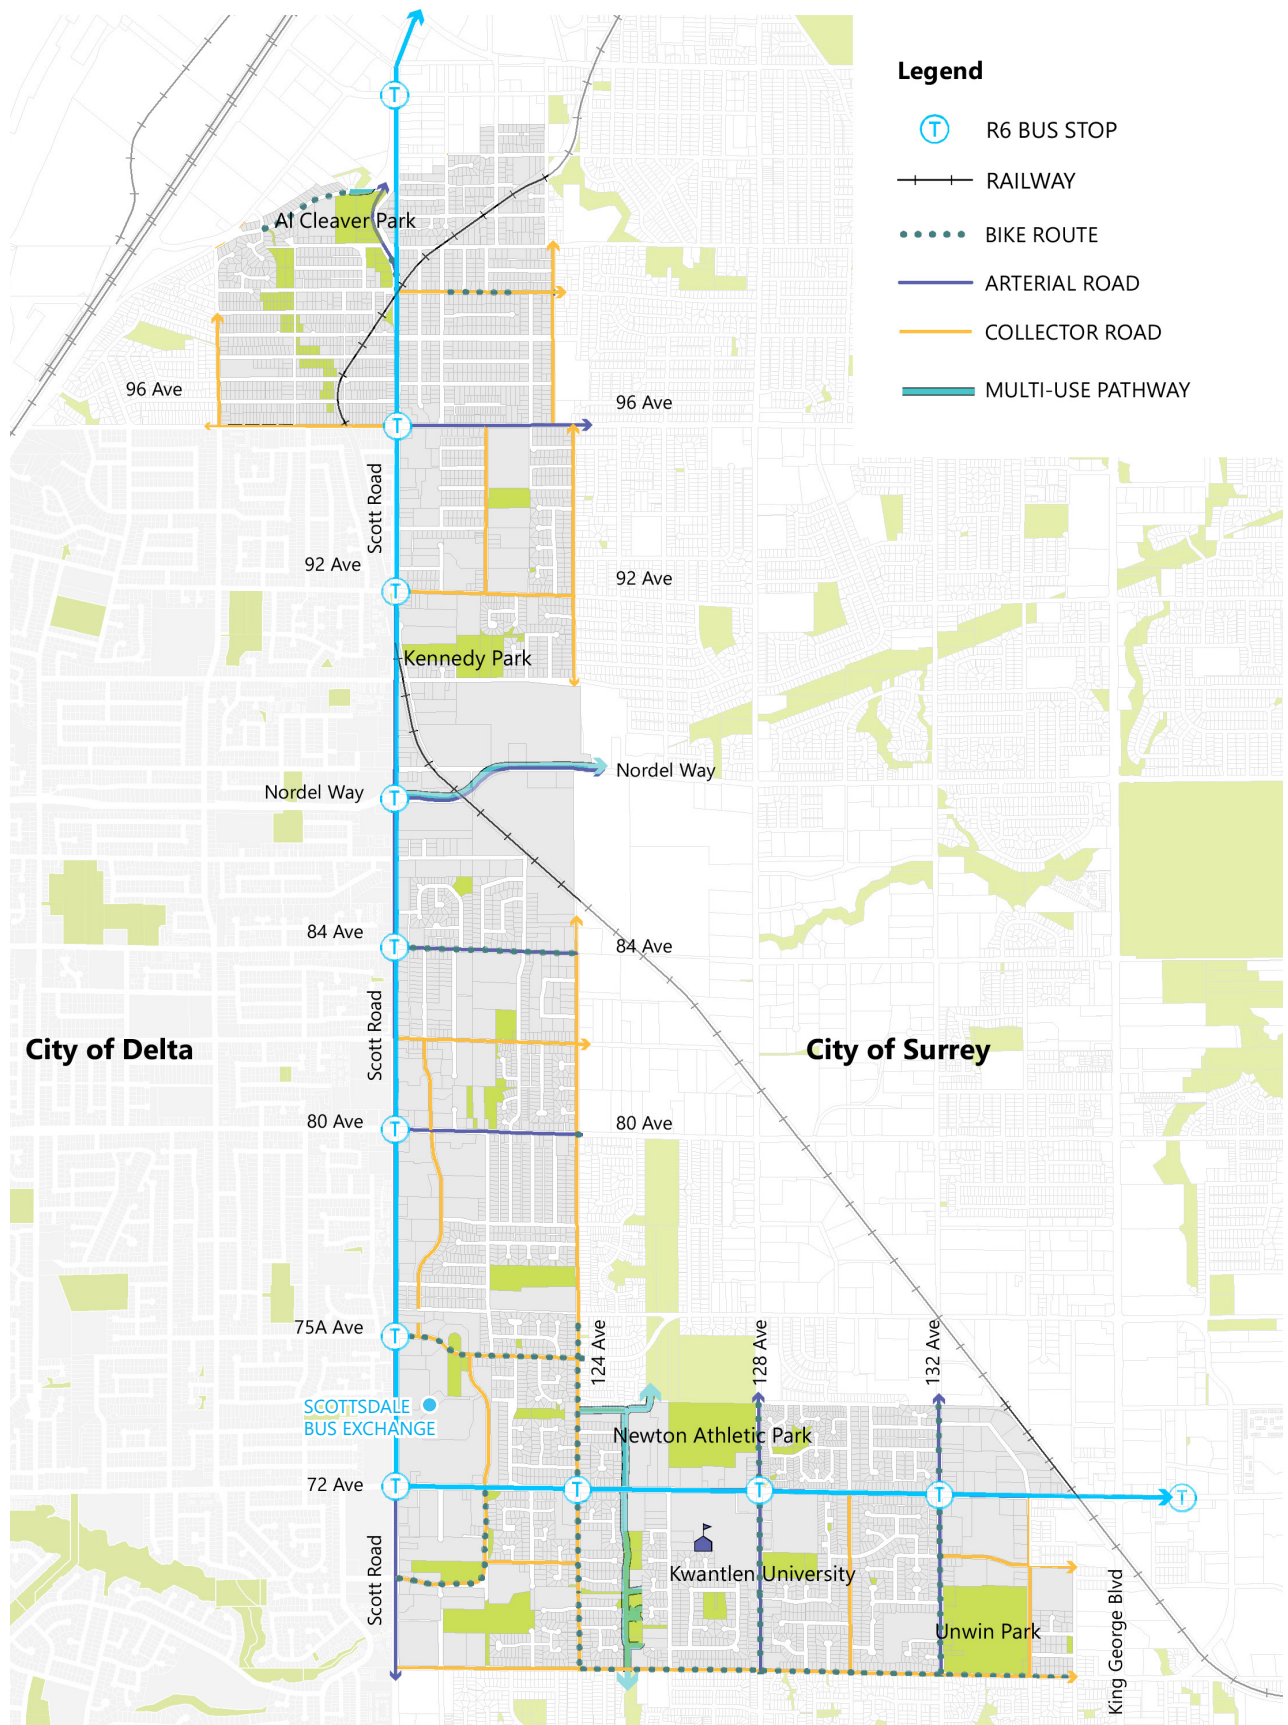 Legend
T
R6 BUS STOP
RAILWAY
BIKE ROUTE
ARTERIAL ROAD
COLLECTOR ROAD
MULTI-USE PATHWAY
T
Al Cleaver Park
96 Ave
96 Ave
T
Scott Road
92 Ave
92 Ave
T
Kennedy Park
Nordel Way
Nordel Way
T
84 Ave
84 Ave
T
Scott Road
City of Delta
City of Surrey
80 Ave
80 Ave
T
75A Ave
T
124 Ave
128 Ave
132 Ave
SCOTTSDALE
BUS EXCHANGE
Newton Athletic Park
72 Ave
T
T
T
T
T
Scott Road
Kwantlen University
Unwin Park
King George Blvd